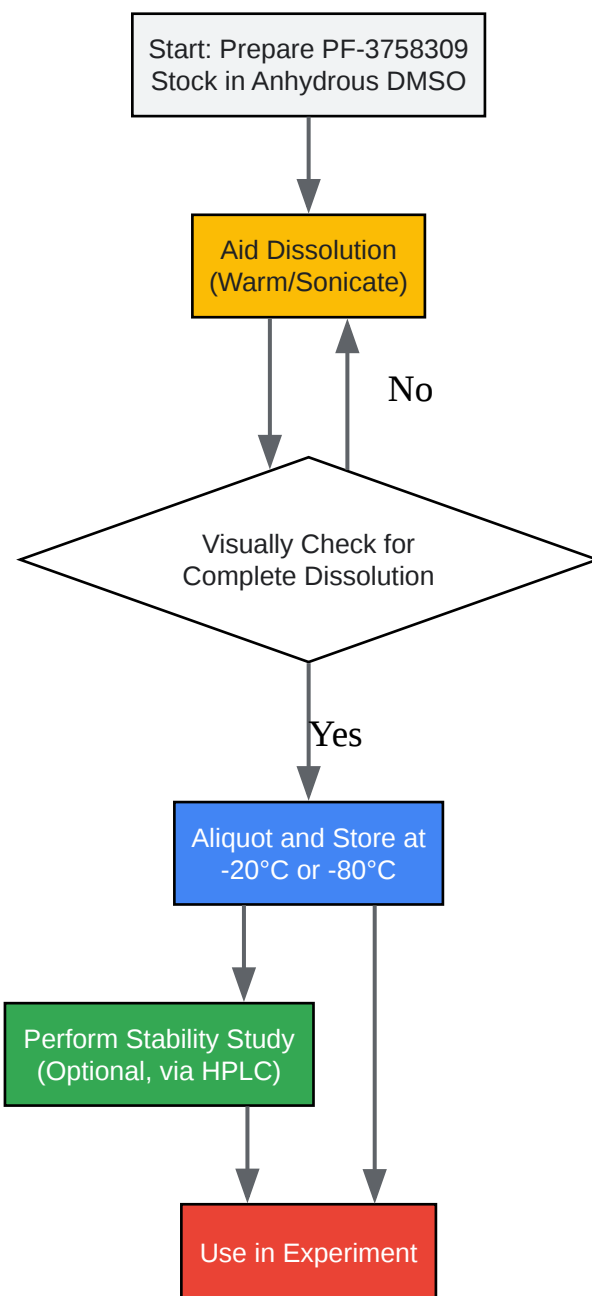 Start: Prepare PF-3758309
Stock in Anhydrous DMSO
Aid Dissolution
(Warm/Sonicate)
No
Visually Check for
Complete Dissolution
Yes
Aliquot and Store at
-20°C or -80°C
Perform Stability Study
(Optional, via HPLC)
Use in Experiment